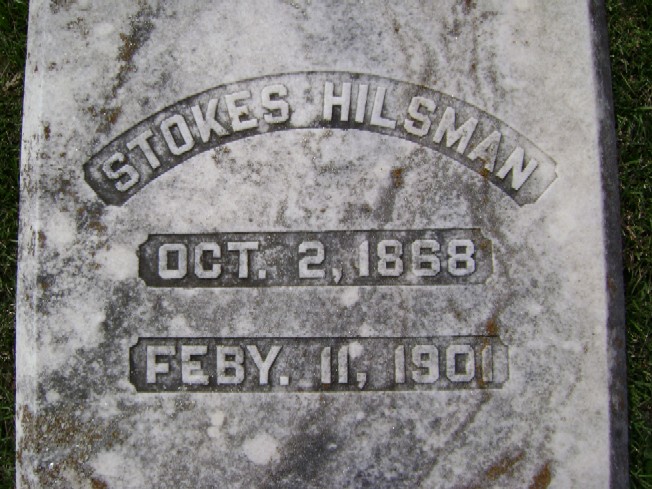 STOKES HILSMAN
OCT. 2, 1868
FEBY. 11, 1901